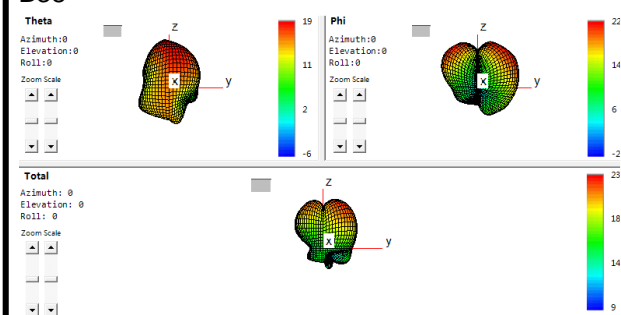 Theta
Azimuth:0
Elevation:0
Roll:0
Zoom Scale
z
x
y
19
11
2
-6
Phi
Azimuth:0
Elevation:0
Roll:0
Zoom Scale
z
x
y
22
14
6
-2
Total
Azimuth: 0
Elevation: 0
Roll: 0
Zoom Scale
z
x
y
23
18
14
9